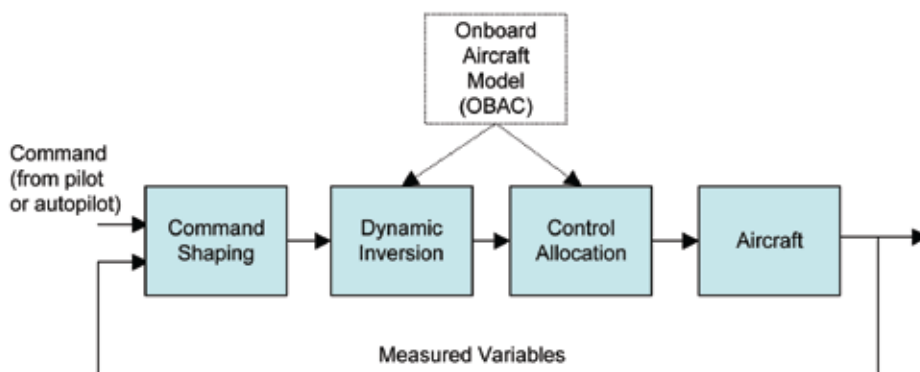 Onboard
Aircraft
Model
(OBAC)
Command
(from pilot
or autopilot)
Command
Shaping
Dynamic
Inversion
Control
Allocation
Aircraft
Measured Variables